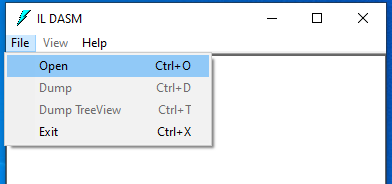 IL DASM
File View Help
Open Ctrl+O
Dump Ctrl+D
Dump TreeView Ctrl+T
Exit Ctrl+X